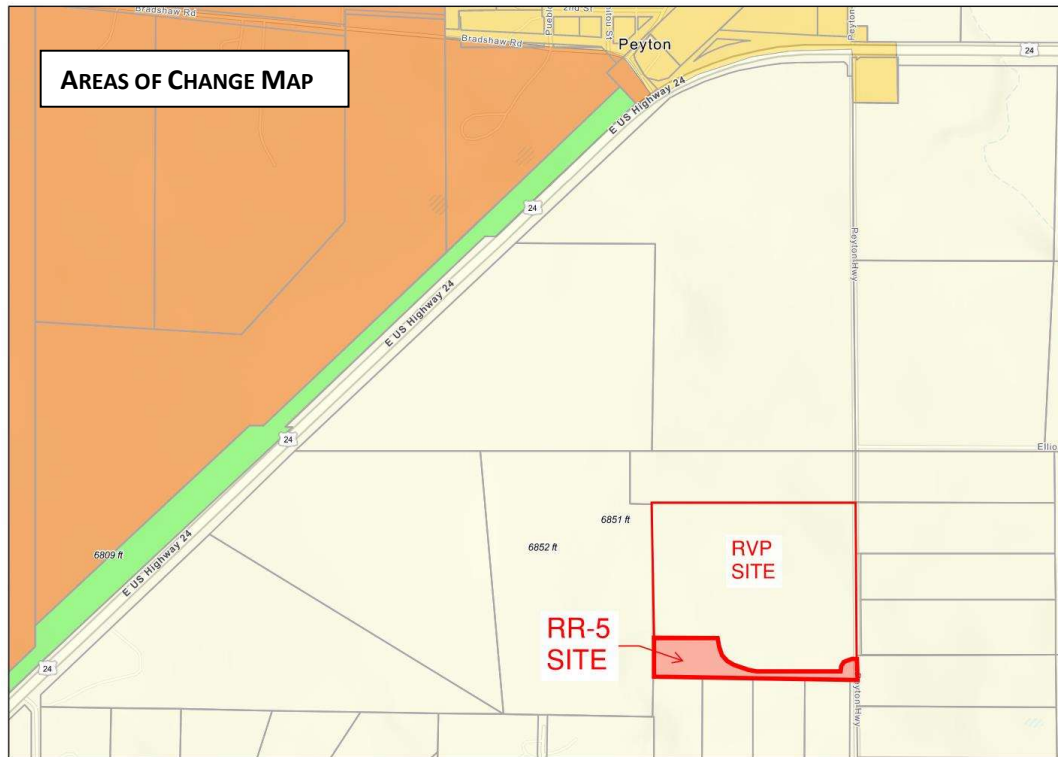 Bradshaw Rd
2nd St
Pueblo
Peyton
Bradshaw Rd
Peyton
24
AREAS OF CHANGE MAP
E US Highway 24
24
Peyton Hwy
E US Highway 24
24
Ellio
6851 ft
6852 ft
6809 ft
RVP
SITE
E US Highway 24
RR-5
SITE
24
Peyton Hwy